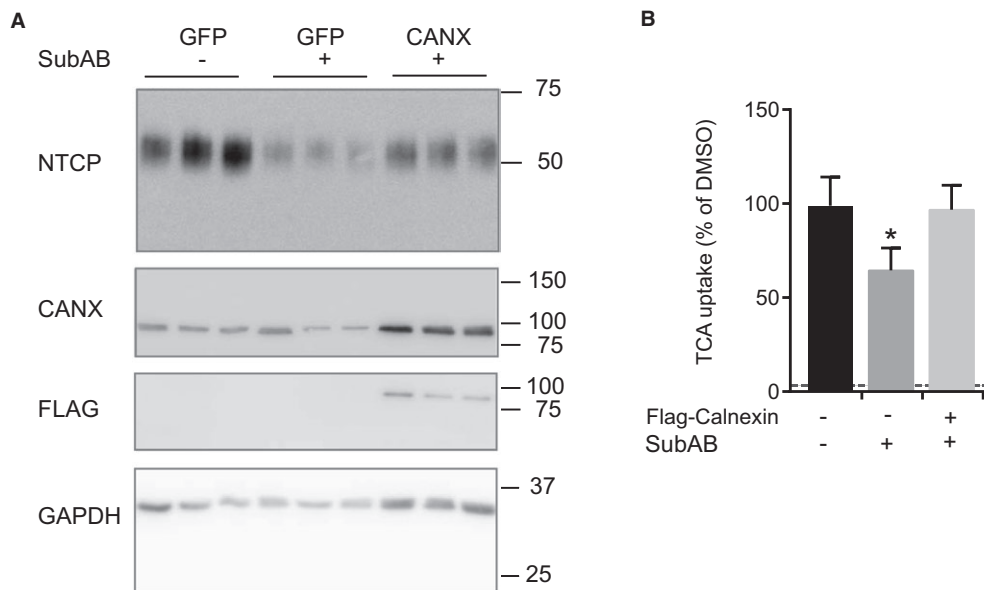 A
GFP GFP CANX
SubAB - + +
75
NTCP
50
150
CANX
100
75
FLAG
100
75
37
GAPDH
25
B
150
100
50
0
TCA uptake (% of DMSO)
*
Flag-Calnexin - - +
SubAB - + +